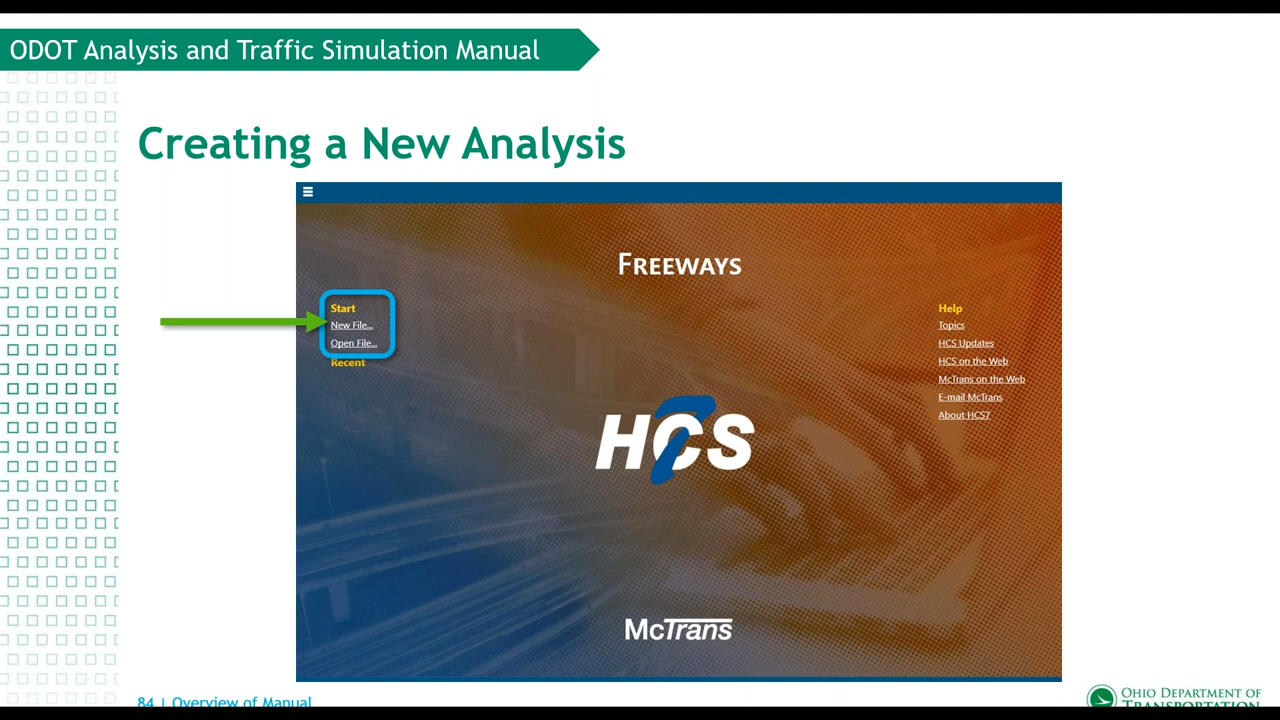 ODOT Analysis and Traffic Simulation Manual
Creating a New Analysis
FREEWAYS
Start
New File...
Open File...
Recent
Help
Topics
HCS Updates
HCS on the Web
McTrans on the Web
E-mail McTrans
About HCS7
HCS
7
McTrans
84 | Overview of Manual
OHIO DEPARTMENT OF
TRANSPORTATION